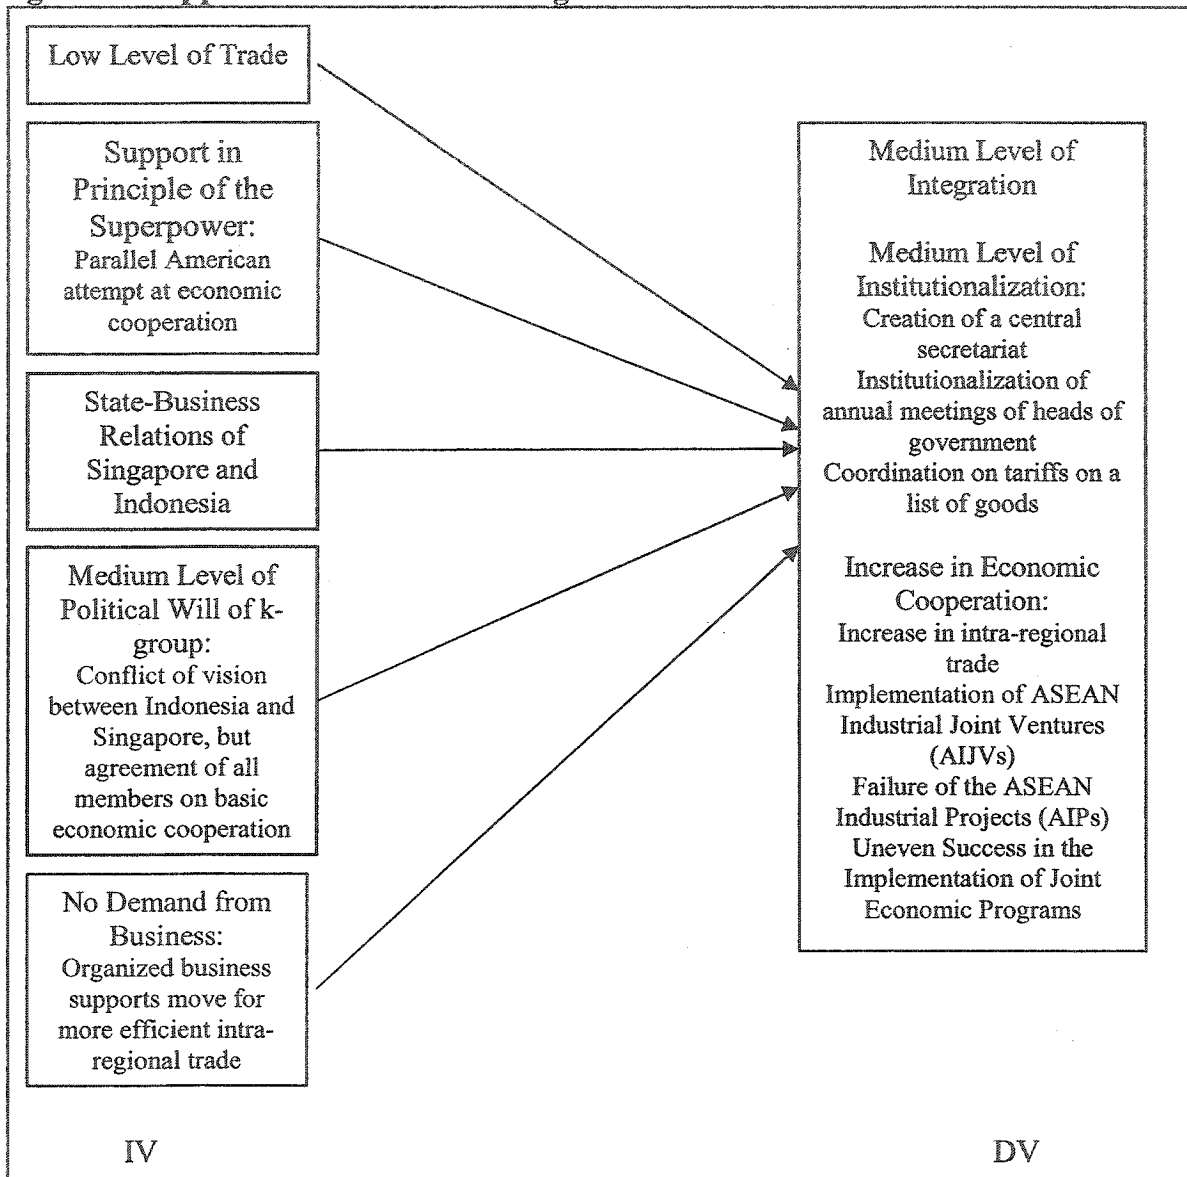 Low Level of Trade
Support in
Principle of the
Superpower:
Parallel American
attempt at economic
cooperation
State-Business
Relations of
Singapore and
Indonesia
Medium Level of
Political Will of k-
group:
Conflict of vision
between Indonesia and
Singapore, but
agreement of all
members on basic
economic cooperation
No Demand from
Business:
Organized business
supports move for
more efficient intra-
regional trade
IV
Medium Level of
Integration
Medium Level of
Institutionalization:
Creation of a central
secretariat
Institutionalization of
annual meetings of heads of
government
Coordination on tariffs on a
list of goods
Increase in Economic
Cooperation:
Increase in intra-regional
trade
Implementation of ASEAN
Industrial Joint Ventures
(AIJVs)
Failure of the ASEAN
Industrial Projects (AIPs)
Uneven Success in the
Implementation of Joint
Economic Programs
DV